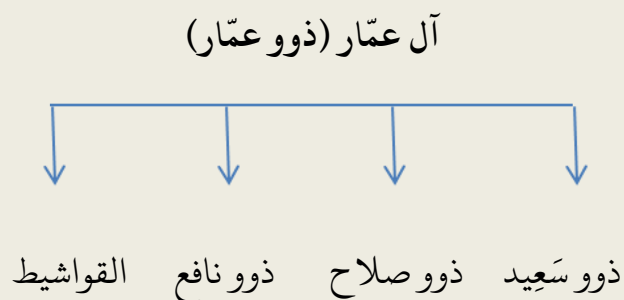 آل عمّار (ذوو عمّار)
ذوو سَعِيد ذوو صلاح ذوو نافع القواشيط